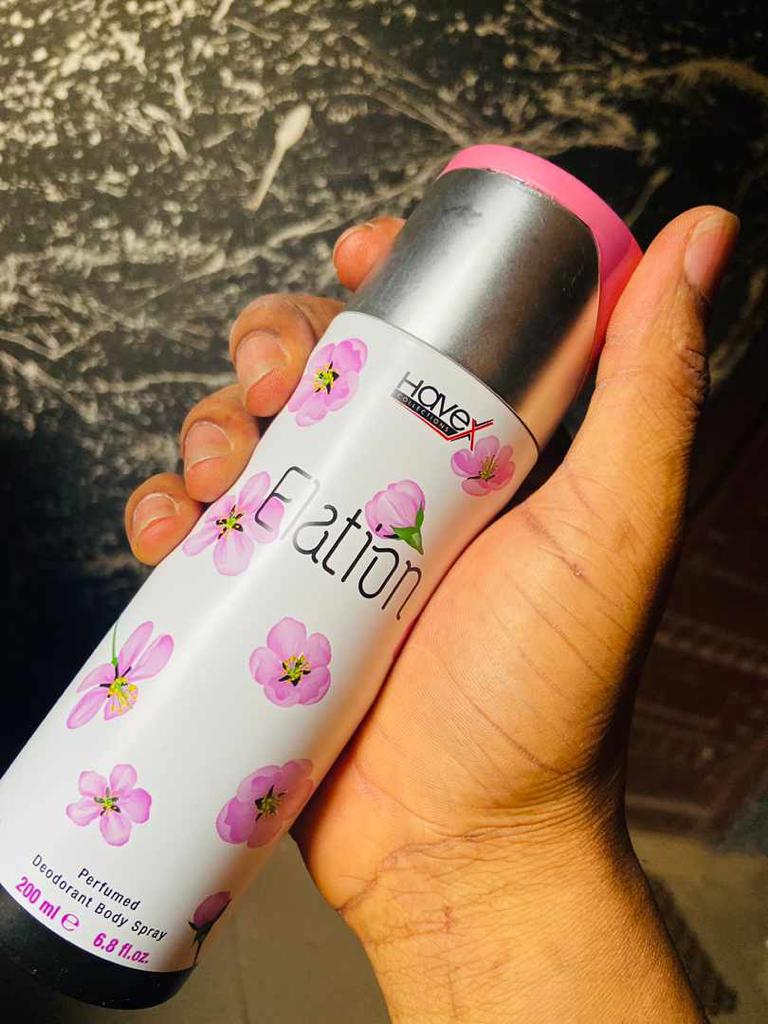 Havex
COLLECTIONS
Elation
Perfumed
Deodorant Body Spray
200 ml ℮
6.8 fl.oz.